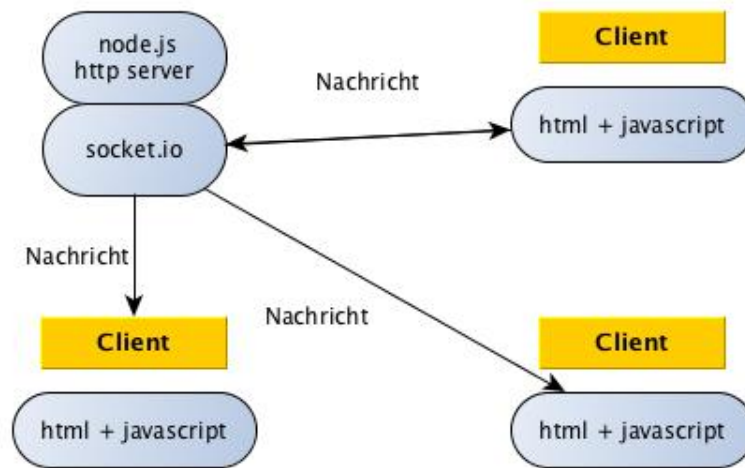 node.js
http server
Client
Nachricht
html + javascript
socket.io
Nachricht
Nachricht
Client
Client
html + javascript
html + javascript